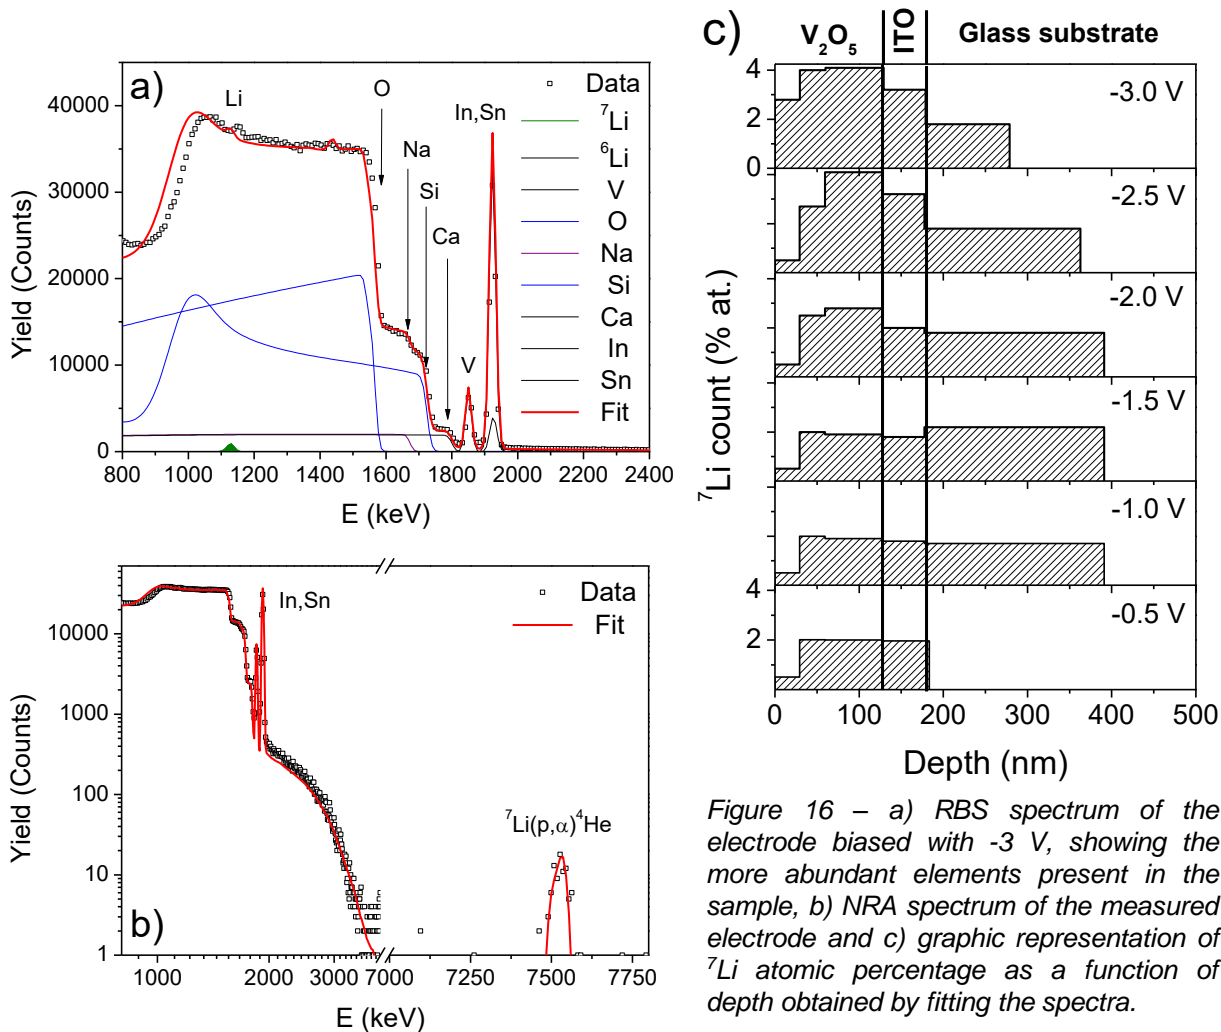 a)
Yield (Counts)
40000
30000
20000
10000
0
800 1000 1200 1400 1600 1800 2000 2200 2400
E (keV)
Li
O
Na
Si
Ca
V
In,Sn
Data
⁷Li
⁶Li
V
O
Na
Si
Ca
In
Sn
Fit
b)
Yield (Counts)
10000
1000
100
10
1
1000 2000 3000 7000 7250 7500 7750
E (keV)
In,Sn
Data
Fit
⁷Li(p,α)⁴He
c)
V₂O₅ ITO Glass substrate
⁷Li count (% at.)
4
2
0
-3.0 V
-2.5 V
-2.0 V
-1.5 V
-1.0 V
4
2
-0.5 V
0 100 200 300 400 500
Depth (nm)
Figure 16 – a) RBS spectrum of the
electrode biased with -3 V, showing the
more abundant elements present in the
sample, b) NRA spectrum of the measured
electrode and c) graphic representation of
⁷Li atomic percentage as a function of
depth obtained by fitting the spectra.